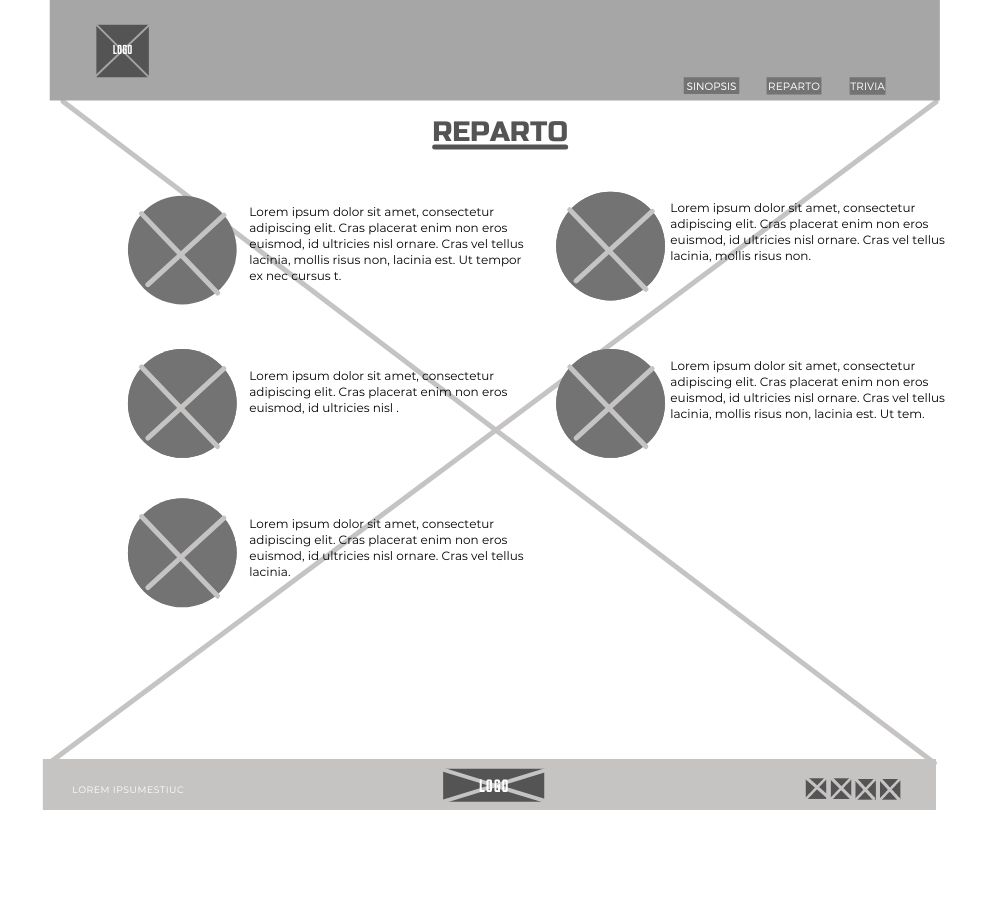 LOGO
SINOPSIS
REPARTO
TRIVIA
REPARTO
Lorem ipsum dolor sit amet, consectetur
adipiscing elit. Cras placerat enim non eros
euismod, id ultricies nisl ornare. Cras vel tellus
lacinia, mollis risus non, lacinia est. Ut tempor
ex nec cursus t.
Lorem ipsum dolor sit amet, consectetur
adipiscing elit. Cras placerat enim non eros
euismod, id ultricies nisl ornare. Cras vel tellus
lacinia, mollis risus non.
Lorem ipsum dolor sit amet, consectetur
adipiscing elit. Cras placerat enim non eros
euismod, id ultricies nisl .
Lorem ipsum dolor sit amet, consectetur
adipiscing elit. Cras placerat enim non eros
euismod, id ultricies nisl ornare. Cras vel tellus
lacinia, mollis risus non, lacinia est. Ut tem.
Lorem ipsum dolor sit amet, consectetur
adipiscing elit. Cras placerat enim non eros
euismod, id ultricies nisl ornare. Cras vel tellus
lacinia.
LOREM IPSUMESTIUC
LOGO